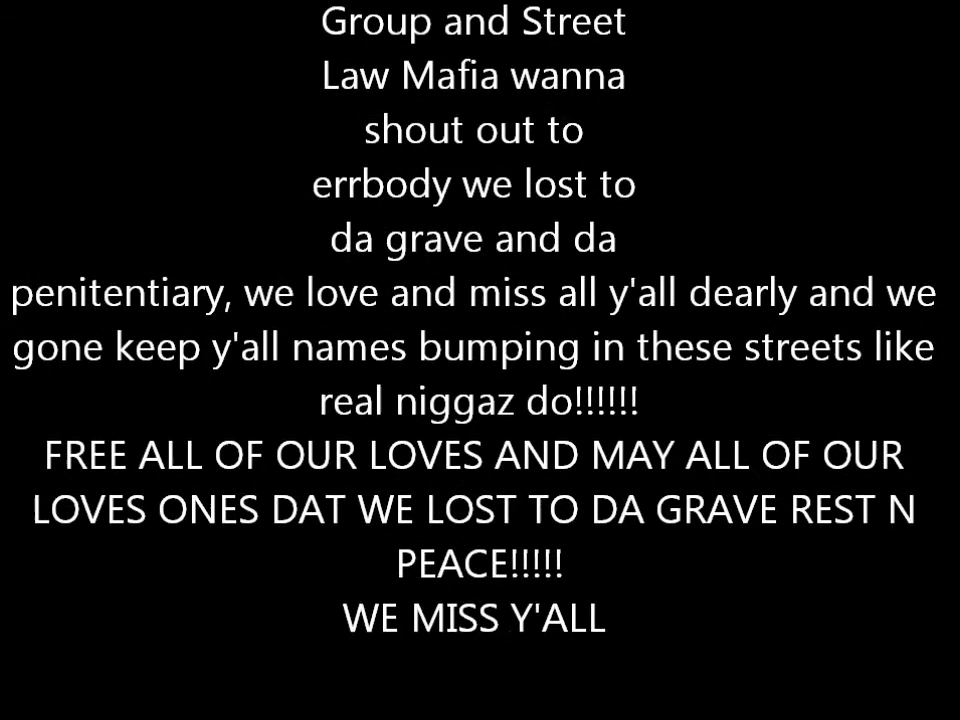 Group and Street
Law Mafia wanna
shout out to
errbody we lost to
da grave and da
penitentiary, we love and miss all y'all dearly and we
gone keep y'all names bumping in these streets like
real niggaz do!!!!!!
FREE ALL OF OUR LOVES AND MAY ALL OF OUR
LOVES ONES DAT WE LOST TO DA GRAVE REST N
PEACE!!!!!
WE MISS Y'ALL